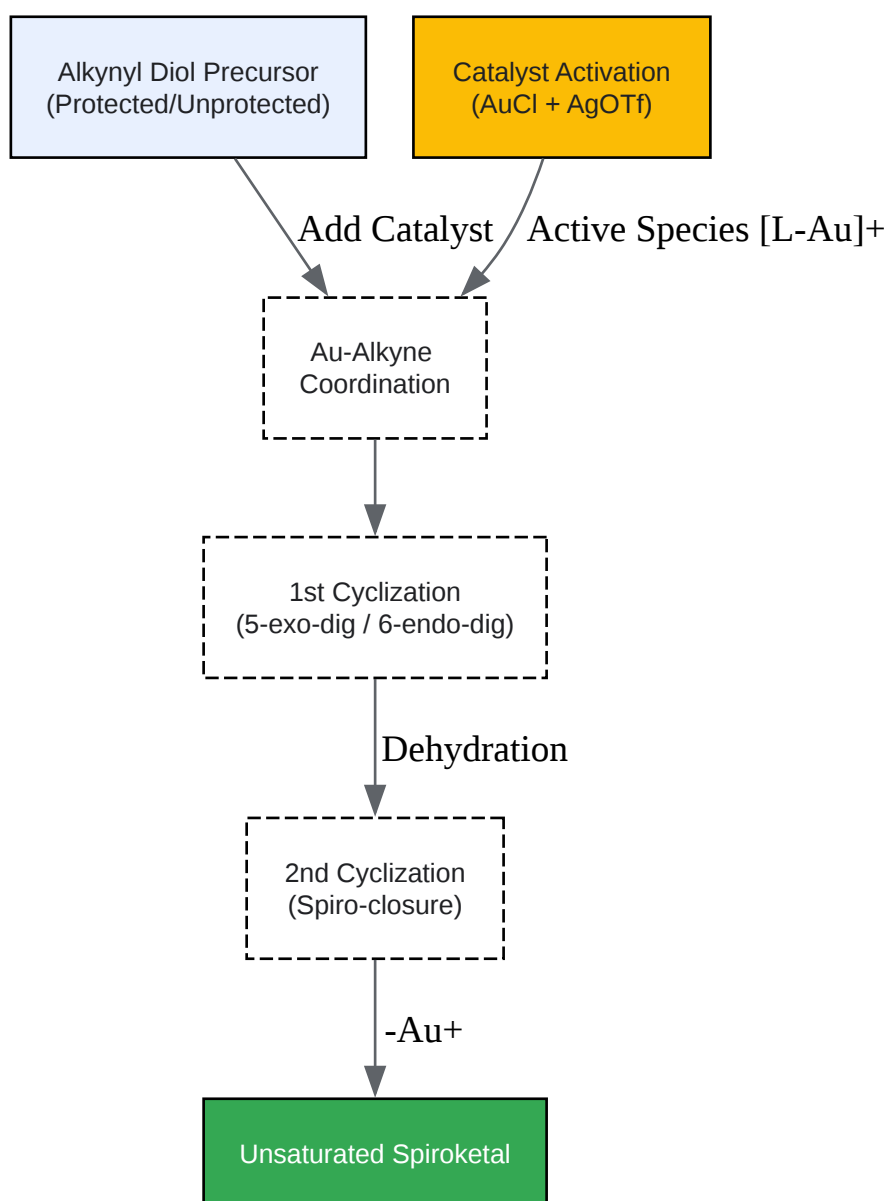 Alkynyl Diol Precursor
(Protected/Unprotected)
Catalyst Activation
(AuCl + AgOTf)
Add Catalyst
Active Species [L-Au]+
Au-Alkyne
Coordination
1st Cyclization
(5-exo-dig / 6-endo-dig)
Dehydration
2nd Cyclization
(Spiro-closure)
-Au+
Unsaturated Spiroketal